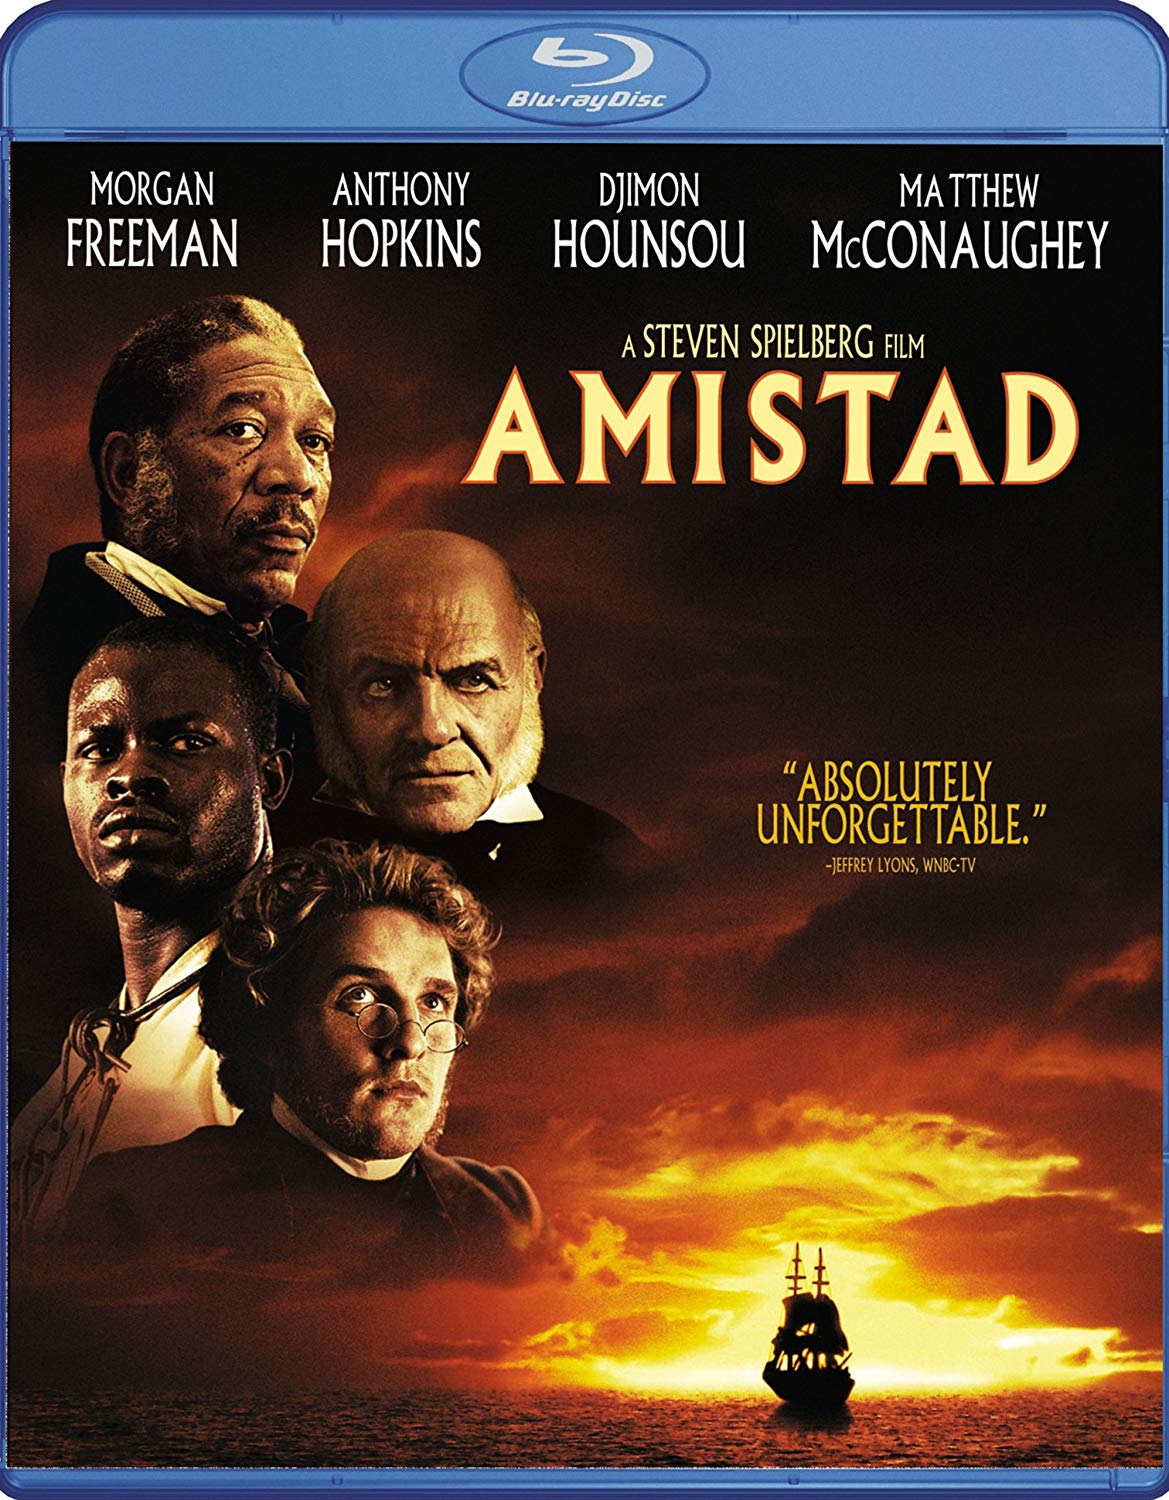 Blu-ray Disc
MORGAN FREEMAN
ANTHONY HOPKINS
DJIMON HOUNSOU
MATTHEW McCONAUGHEY
A STEVEN SPIELBERG FILM
AMISTAD
“ABSOLUTELY
UNFORGETTABLE.”
–JEFFREY LYONS, WNBC-TV